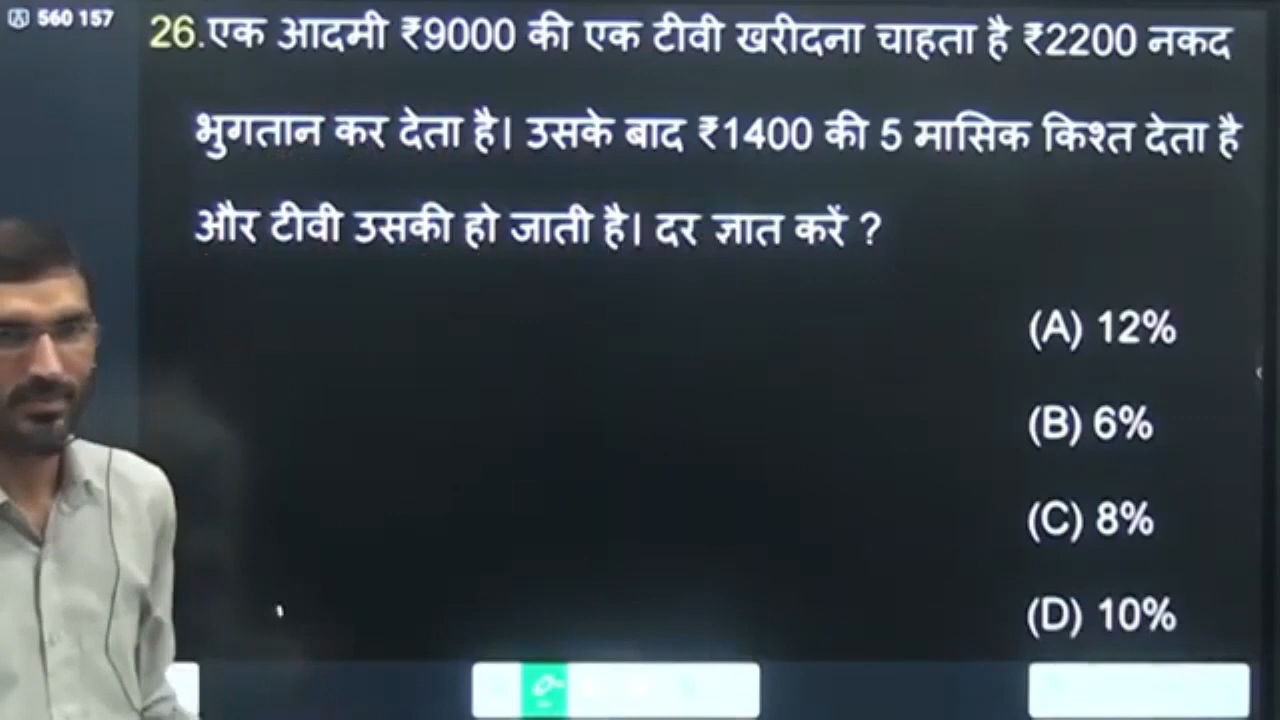 560 157
26.एक आदमी ₹9000 की एक टीवी खरीदना चाहता है ₹2200 नकद
भुगतान कर देता है। उसके बाद ₹1400 की 5 मासिक किश्त देता है
और टीवी उसकी हो जाती है। दर ज्ञात करें ?
(A) 12%
(B) 6%
(C) 8%
(D) 10%